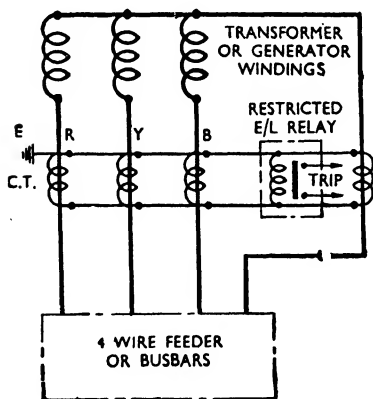 TRANSFORMER
OR GENERATOR
WINDINGS
RESTRICTED
E/L RELAY
E
R
Y
B
C.T.
TRIP
4 WIRE FEEDER
OR BUSBARS